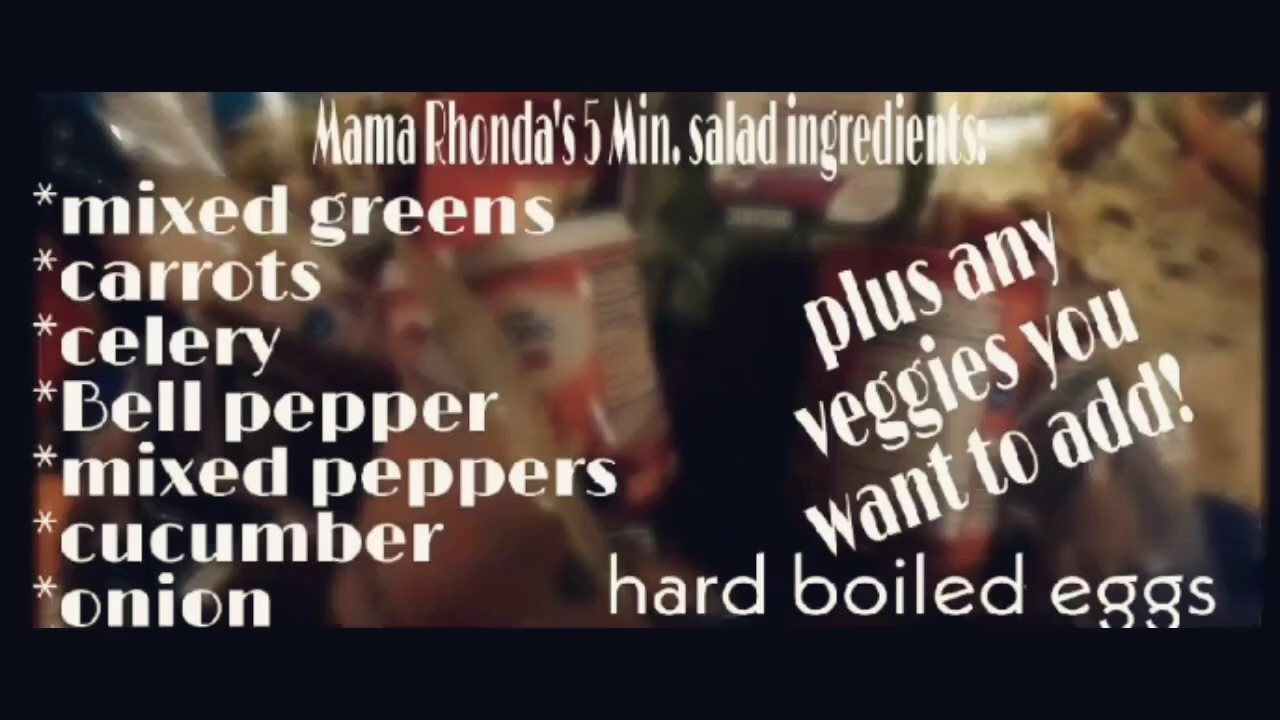 Mama Rhonda's 5 Min. salad ingredients:
*mixed greens
*carrots
*celery
*Bell pepper
*mixed peppers
*cucumber
*onion
plus any
veggies you
want to add!
hard boiled eggs